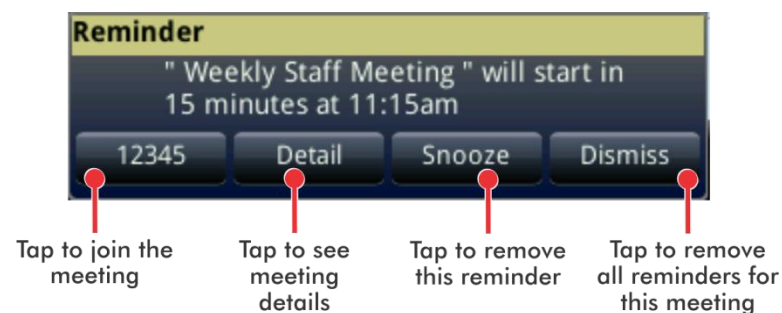 Reminder
" Weekly Staff Meeting " will start in
15 minutes at 11:15am
12345 Detail Snooze Dismiss
Tap to join the
meeting
Tap to see
meeting
details
Tap to remove
this reminder
Tap to remove
all reminders for
this meeting